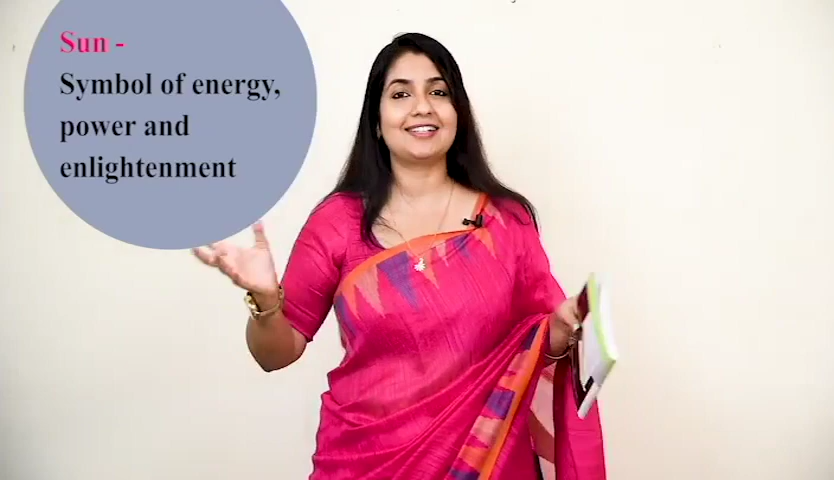 Sun -
Symbol of energy,
power and
enlightenment